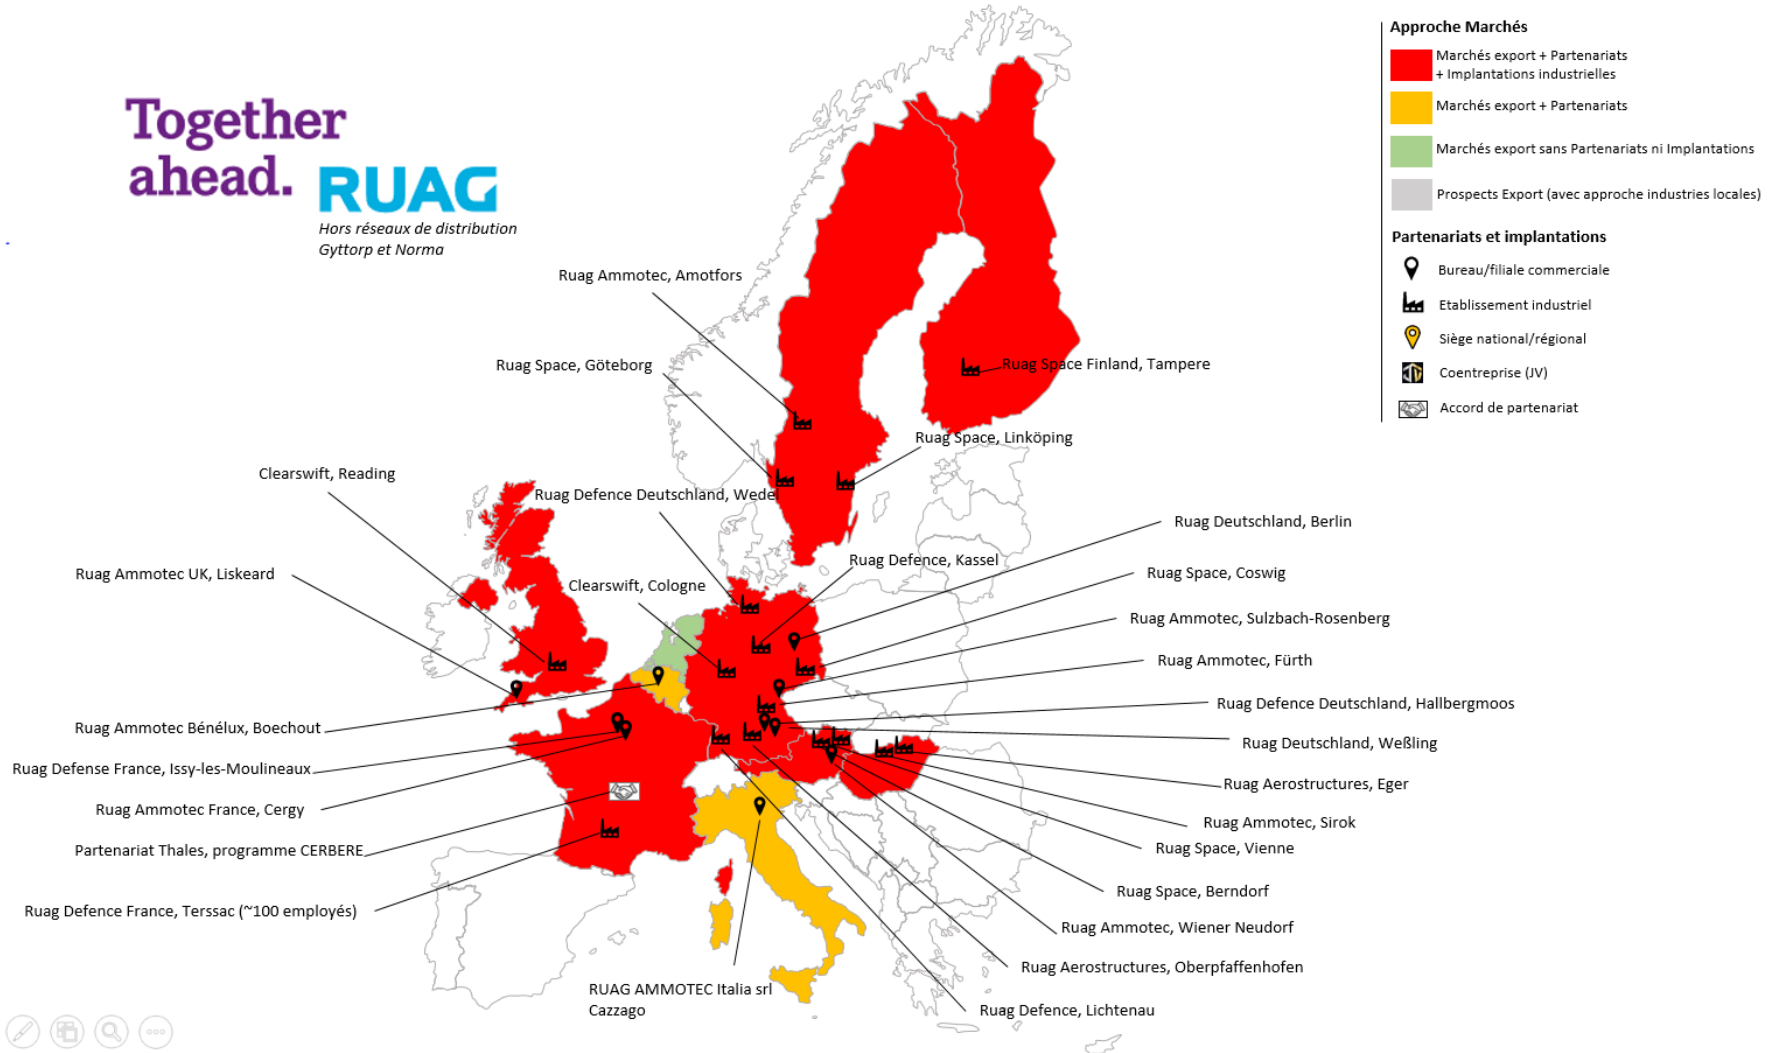 Together
ahead.
RUAG
Hors réseaux de distribution
Gyttorp et Norma
Approche Marchés
Marchés export + Partenariats
+ Implantations industrielles
Marchés export + Partenariats
Marchés export sans Partenariats ni Implantations
Prospects Export (avec approche industries locales)
Partenariats et implantations
Bureau/filiale commerciale
Etablissement industriel
Siège national/régional
JV
Coentreprise (JV)
Accord de partenariat
Ruag Ammotec, Amotfors
Ruag Space, Göteborg
Ruag Space Finland, Tampere
Ruag Space, Linköping
Clearswift, Reading
Ruag Defence Deutschland, Wedel
Ruag Deutschland, Berlin
Ruag Defence, Kassel
Ruag Ammotec UK, Liskeard
Clearswift, Cologne
Ruag Space, Coswig
Ruag Ammotec, Sulzbach-Rosenberg
Ruag Ammotec, Fürth
Ruag Defence Deutschland, Hallbergmoos
Ruag Ammotec Bénélux, Boechout
Ruag Deutschland, Weßling
Ruag Defense France, Issy-les-Moulineaux
Ruag Aerostructures, Eger
Ruag Ammotec France, Cergy
Ruag Ammotec, Sirok
Partenariat Thales, programme CERBERE
Ruag Space, Vienne
Ruag Space, Berndorf
Ruag Defence France, Terssac (~100 employés)
Ruag Ammotec, Wiener Neudorf
Ruag Aerostructures, Oberpfaffenhofen
RUAG AMMOTEC Italia srl
Cazzago
Ruag Defence, Lichtenau